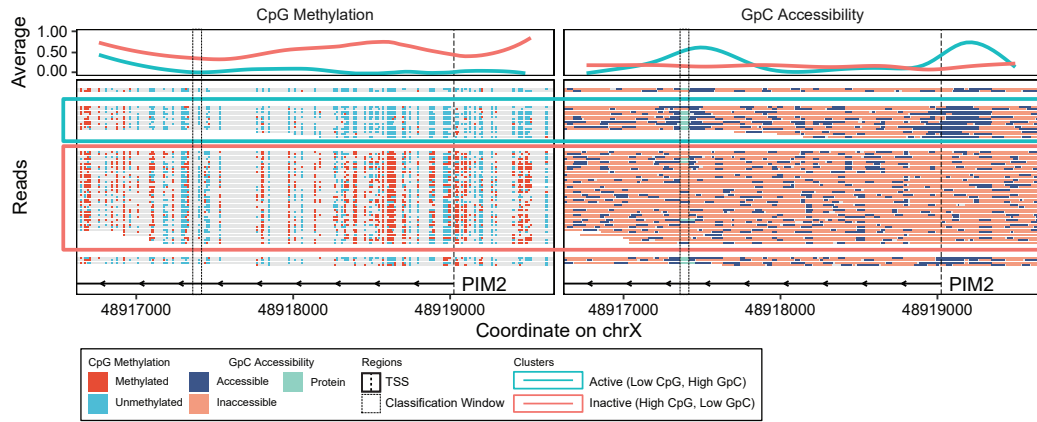 CpG Methylation
GpC Accessibility
Average
1.00
0.50
0.00
Reads
PIM2
PIM2
48917000
48918000
48919000
48917000
48918000
48919000
Coordinate on chrX
CpG Methylation
GpC Accessibility
Regions
Clusters
Methylated
Accessible
Protein
TSS
Active (Low CpG, High GpC)
Unmethylated
Inaccessible
Classification Window
Inactive (High CpG, Low GpC)